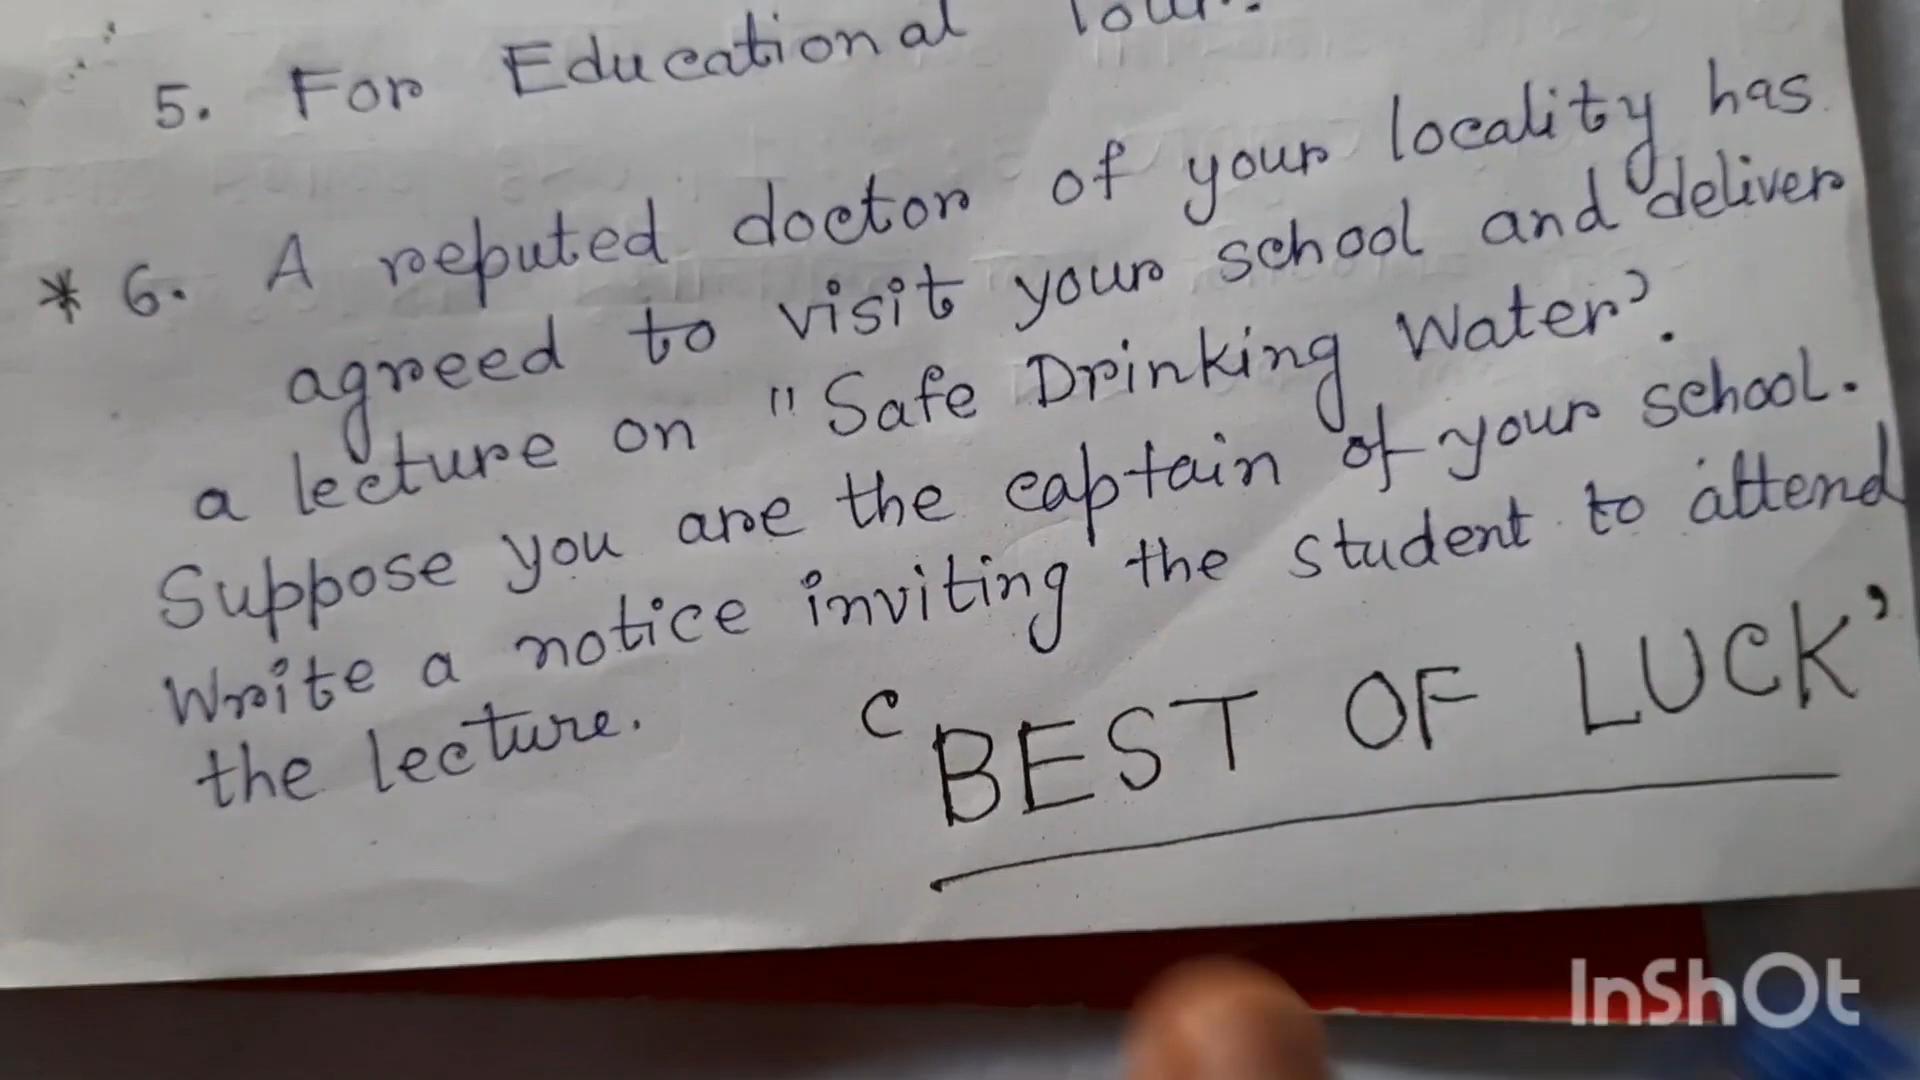 5. For Educational Tour.
* 6. A reputed doctor of your locality has
agreed to visit your school and deliver
a lecture on "Safe Drinking Water".
Suppose you are the captain of your school.
Write a notice inviting the student to attend
the lecture.
'BEST OF LUCK'
InShOt